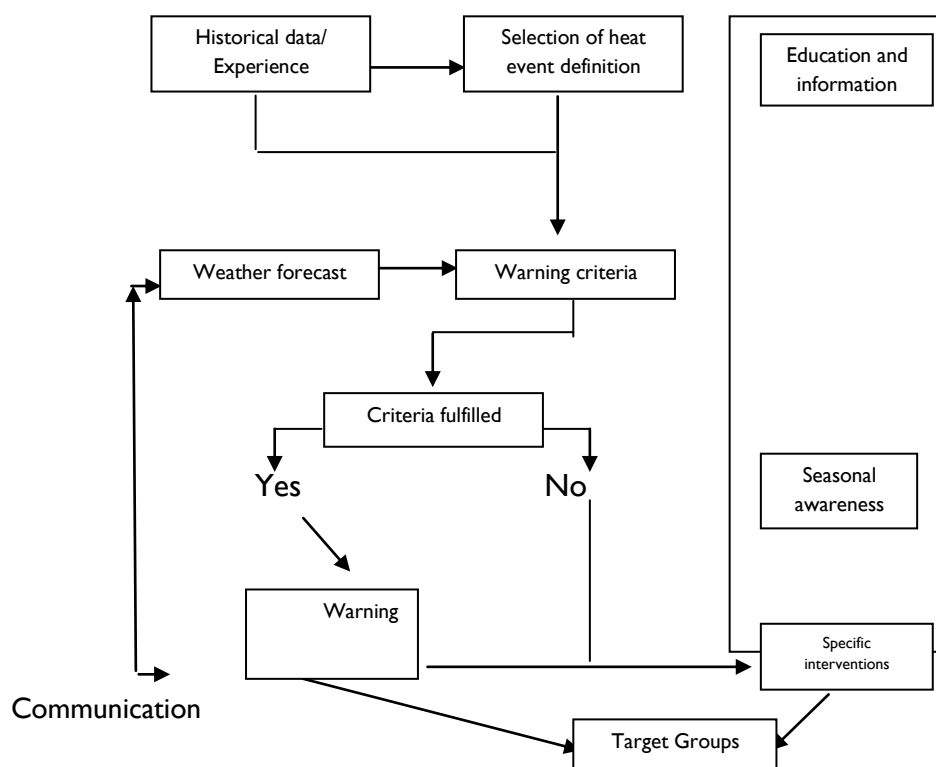 Historical data/
Experience
Selection of heat
event definition
Education and
information
Weather forecast
Warning criteria
Criteria fulfilled
Yes
No
Seasonal
awareness
Warning
Specific
interventions
Communication
Target Groups